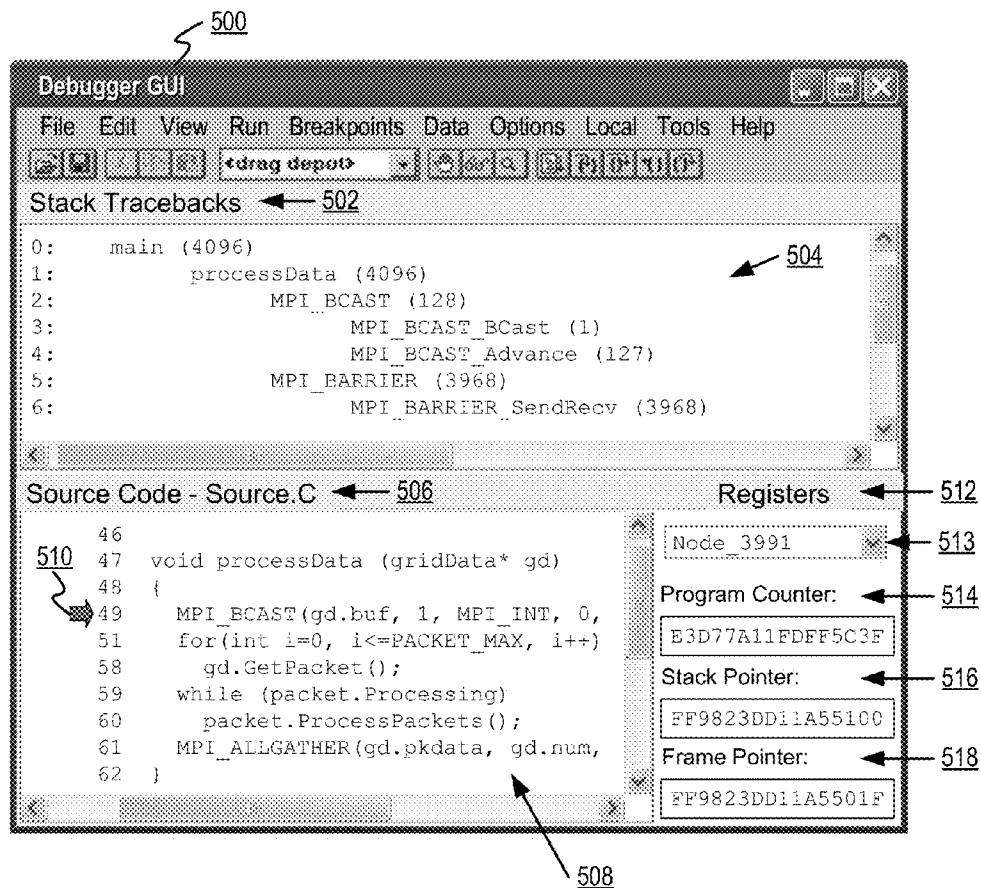 500
Debugger GUI
File Edit View Run Breakpoints Data Options Local Tools Help
<drag depot>
Stack Tracebacks 502
504
0: main (4096)
1: processData (4096)
2: MPI_BCAST (128)
3: MPI_BCAST_BCast (1)
4: MPI_BCAST_Advance (127)
5: MPI_BARRIER (3968)
6: MPI_BARRIER_SendRecv (3968)
Source Code - Source.C 506
Registers 512
510
46
47 void processData (gridData* gd)
48 {
49 MPI_BCAST(gd.buf, 1, MPI_INT, 0,
51 for(int i=0, i<=PACKET_MAX, i++)
58 gd.GetPacket();
59 while (packet.Processing)
60 packet.ProcessPackets();
61 MPI_ALLGATHER(gd.pkdata, gd.num,
62 }
508
Node_3991 513
Program Counter: 514
E3D77A11FDFF5C3F
Stack Pointer: 516
FF9823DD11A55100
Frame Pointer: 518
FF9823DD11A5501F